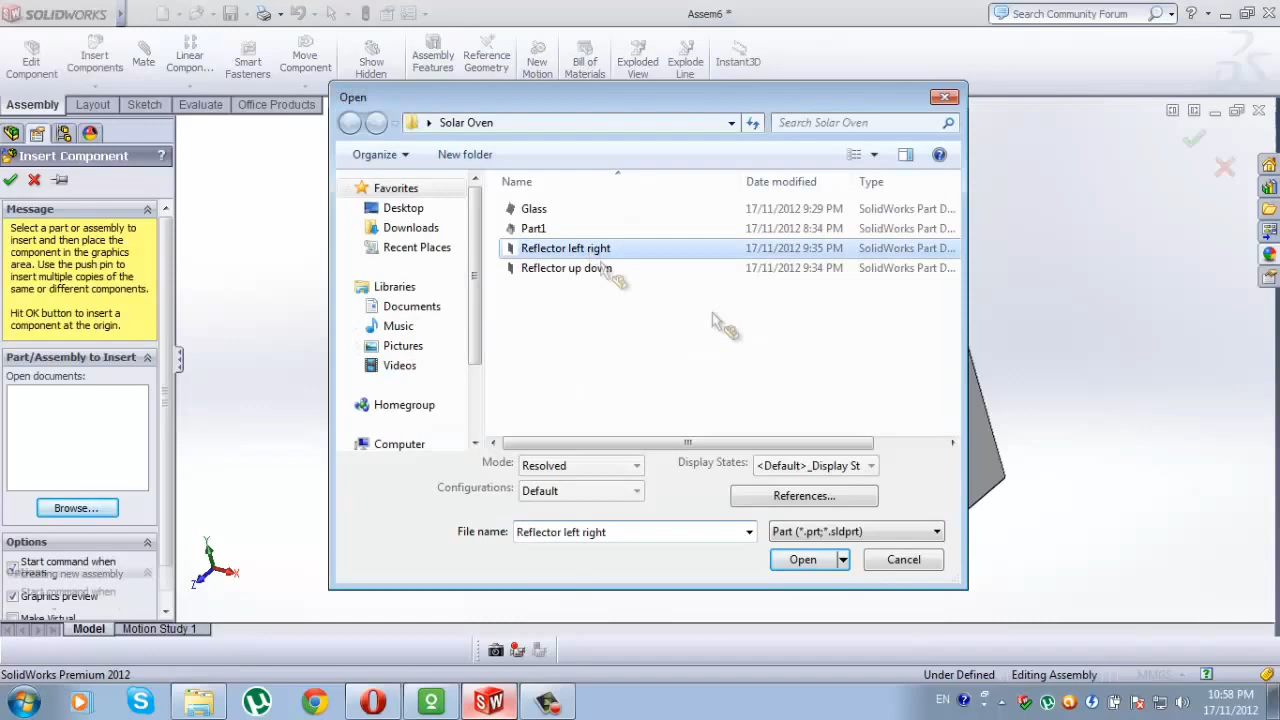 SOLIDWORKS
Assem6 *
Search Community Forum
Edit Component
Insert Components
Mate
Linear Compon...
Smart Fasteners
Move Component
Show Hidden
Assembly Features
Reference Geometry
New Motion
Bill of Materials
Exploded View
Explode Line
Instant3D
Assembly
Layout
Sketch
Evaluate
Office Products
Insert Component
?
Message
Select a part or assembly to
insert and then place the
component in the graphics
area. Use the push pin to
insert multiple copies of the
same or different components.
Hit OK button to insert a
component at the origin.
Part/Assembly to Insert
Open documents:
Browse...
Options
Start command when
creating new assembly
Start command when
Graphics preview
Make Virtual
Open
Solar Oven
Search Solar Oven
Organize
New folder
Favorites
Desktop
Downloads
Recent Places
Libraries
Documents
Music
Pictures
Videos
Homegroup
Computer
Name
Date modified
Type
Glass 17/11/2012 9:29 PM SolidWorks Part D...
Part1 17/11/2012 8:34 PM SolidWorks Part D...
Reflector left right 17/11/2012 9:35 PM SolidWorks Part D...
Reflector up down 17/11/2012 9:34 PM SolidWorks Part D...
Mode: Resolved
Display States: <Default>_Display St
Configurations: Default
References...
File name: Reflector left right
Part (*.prt;*.sldprt)
Open
Cancel
Y
X
Z
Model
Motion Study 1
SolidWorks Premium 2012
Under Defined
Editing Assembly
MMGS
?
SW
EN
10:58 PM
17/11/2012